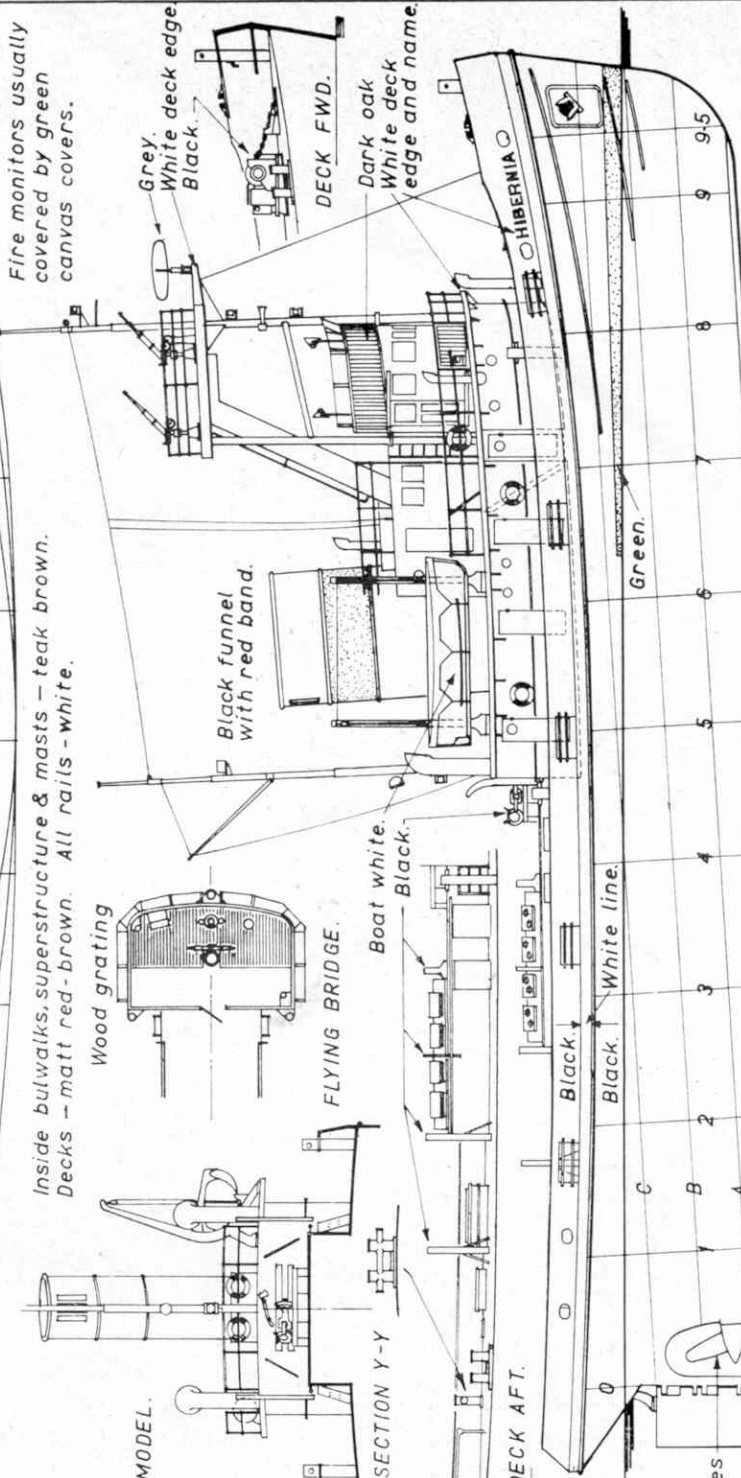 Fire monitors usually
covered by green
canvas covers.
Inside bulwalks, superstructure & masts – teak brown.
Decks – matt red-brown. All rails - white.
Grey.
White deck edge.
Black.
DECK FWD.
Dark oak
White deck
edge and name.
HIBERNIA
Wood grating
FLYING BRIDGE.
Black funnel
with red band.
MODEL.
SECTION Y-Y
Boat white.
Black.
DECK AFT.
Black.
White line.
Black.
Green.
C
B
A
0
1
2
3
4
5
6
7
8
9
9·5
es